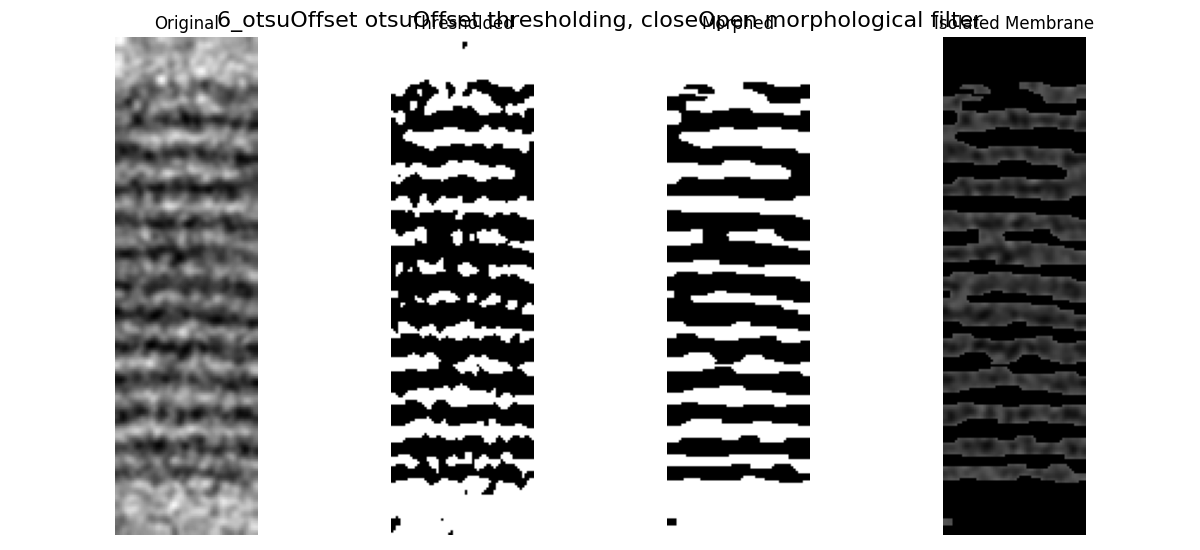 6_otsuOffset otsuOffset thresholding, closeOpen morphological filter
Original
Thresholded
Morphed
Isolated Membrane